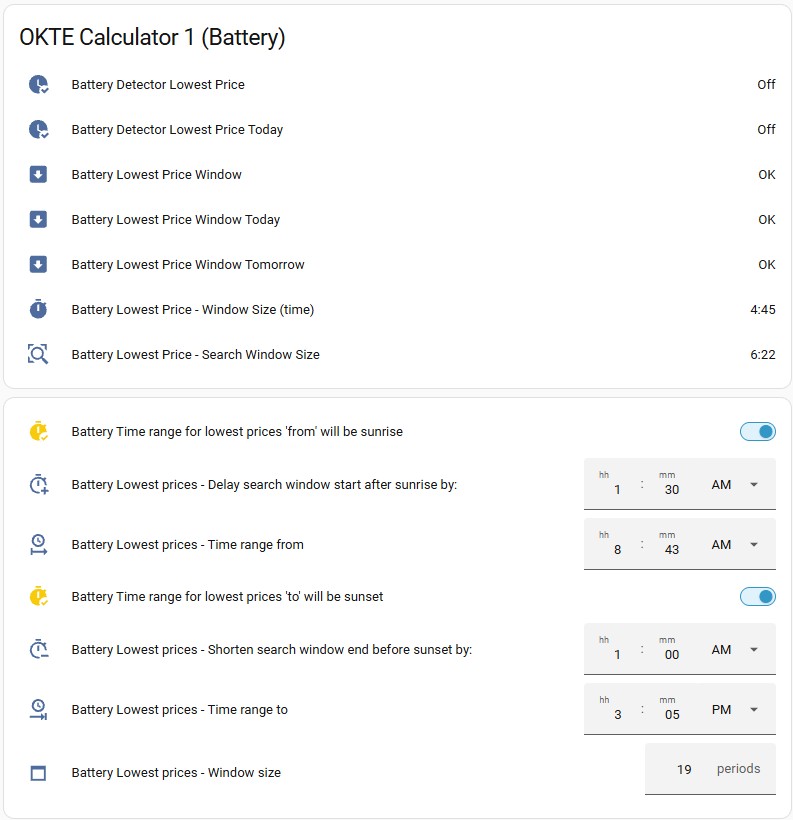 OKTE Calculator 1 (Battery)
Battery Detector Lowest Price Off
Battery Detector Lowest Price Today Off
Battery Lowest Price Window OK
Battery Lowest Price Window Today OK
Battery Lowest Price Window Tomorrow OK
Battery Lowest Price - Window Size (time) 4:45
Battery Lowest Price - Search Window Size 6:22
Battery Time range for lowest prices 'from' will be sunrise
hh mm
Battery Lowest prices - Delay search window start after sunrise by: 1 : 30 AM
hh mm
Battery Lowest prices - Time range from 8 : 43 AM
Battery Time range for lowest prices 'to' will be sunset
hh mm
Battery Lowest prices - Shorten search window end before sunset by: 1 : 00 AM
hh mm
Battery Lowest prices - Time range to 3 : 05 PM
Battery Lowest prices - Window size 19 periods